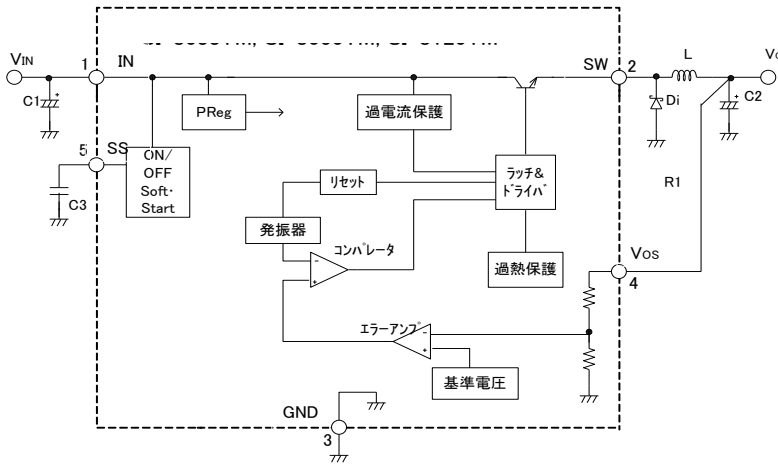 VIN
1
IN
SW
2
L
C1
+
PReg
過電流保護
Di
+
C2
5
SS
ON/
OFF
Soft・
Start
C3
リセット
ラッチ&
ドライバ
R1
発振器
コンパレータ
-
+
過熱保護
VOS
4
エラーアンプ
-
+
基準電圧
GND
3